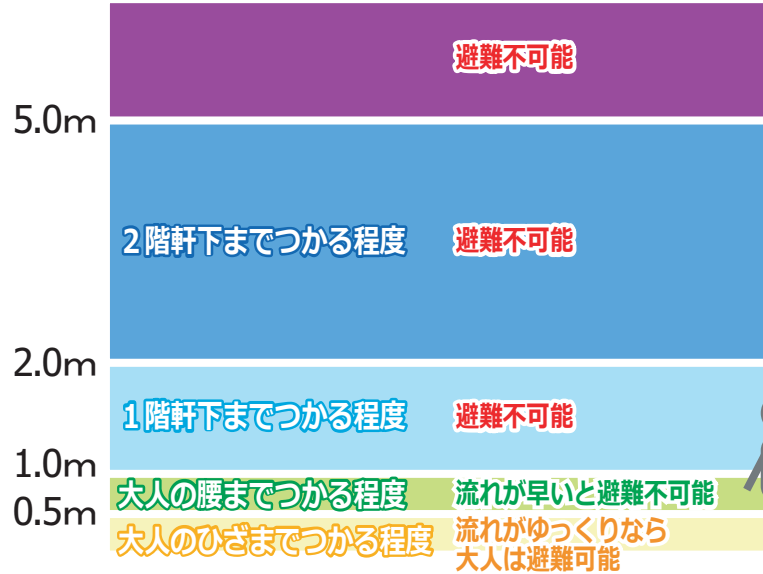 避難不可能
5.0m
2階軒下までつかる程度 避難不可能
2.0m
1階軒下までつかる程度 避難不可能
1.0m
大人の腰までつかる程度 流れが早いと避難不可能
0.5m
大人のひざまでつかる程度 流れがゆっくりなら
大人は避難可能